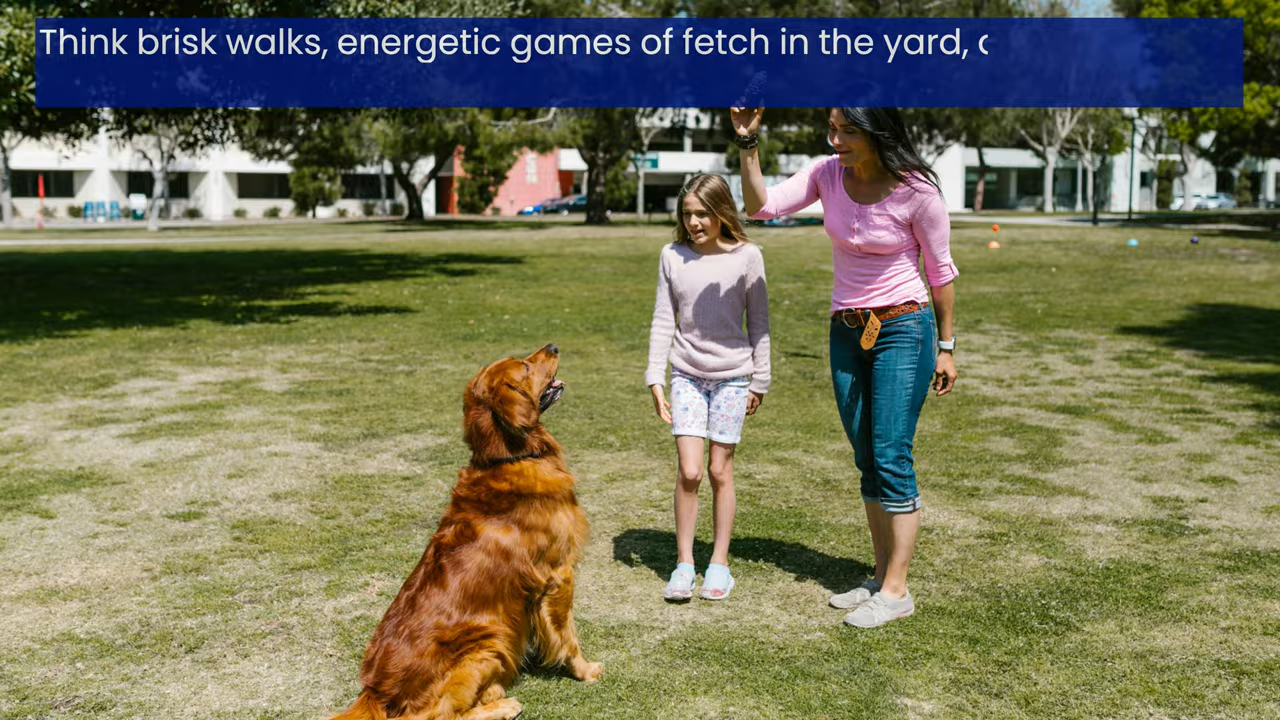 Think brisk walks, energetic games of fetch in the yard,